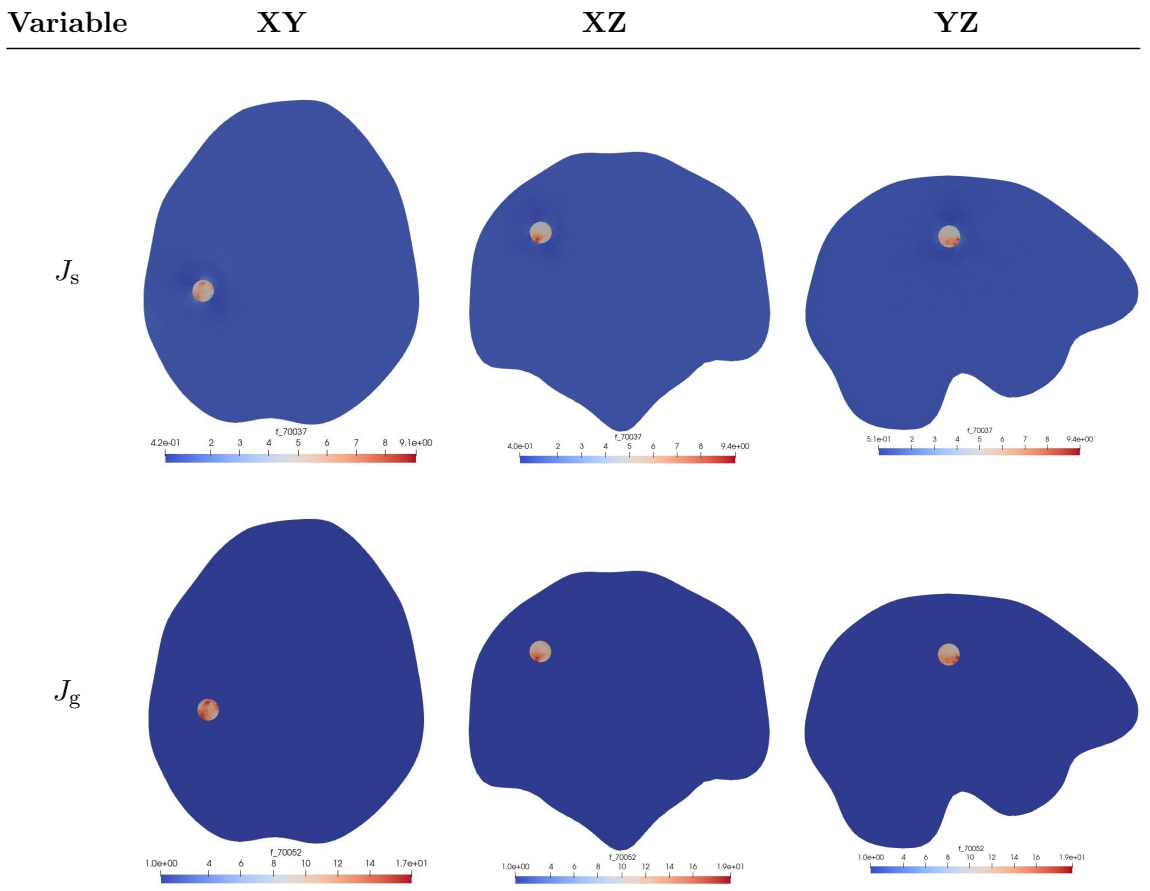 Variable XY XZ YZ
J_s
f_70037
4.2e-01 2 3 4 5 6 7 8 9.1e+00
f_70037
4.0e-01 2 3 4 5 6 7 8 9.4e+00
f_70037
5.1e-01 2 3 4 5 6 7 8 9.4e+00
J_g
f_70052
1.0e+00 4 6 8 10 12 14 1.7e+01
f_70052
1.0e+00 4 6 8 10 12 14 16 1.9e+01
f_70052
1.0e+00 4 6 8 10 12 14 16 1.9e+01